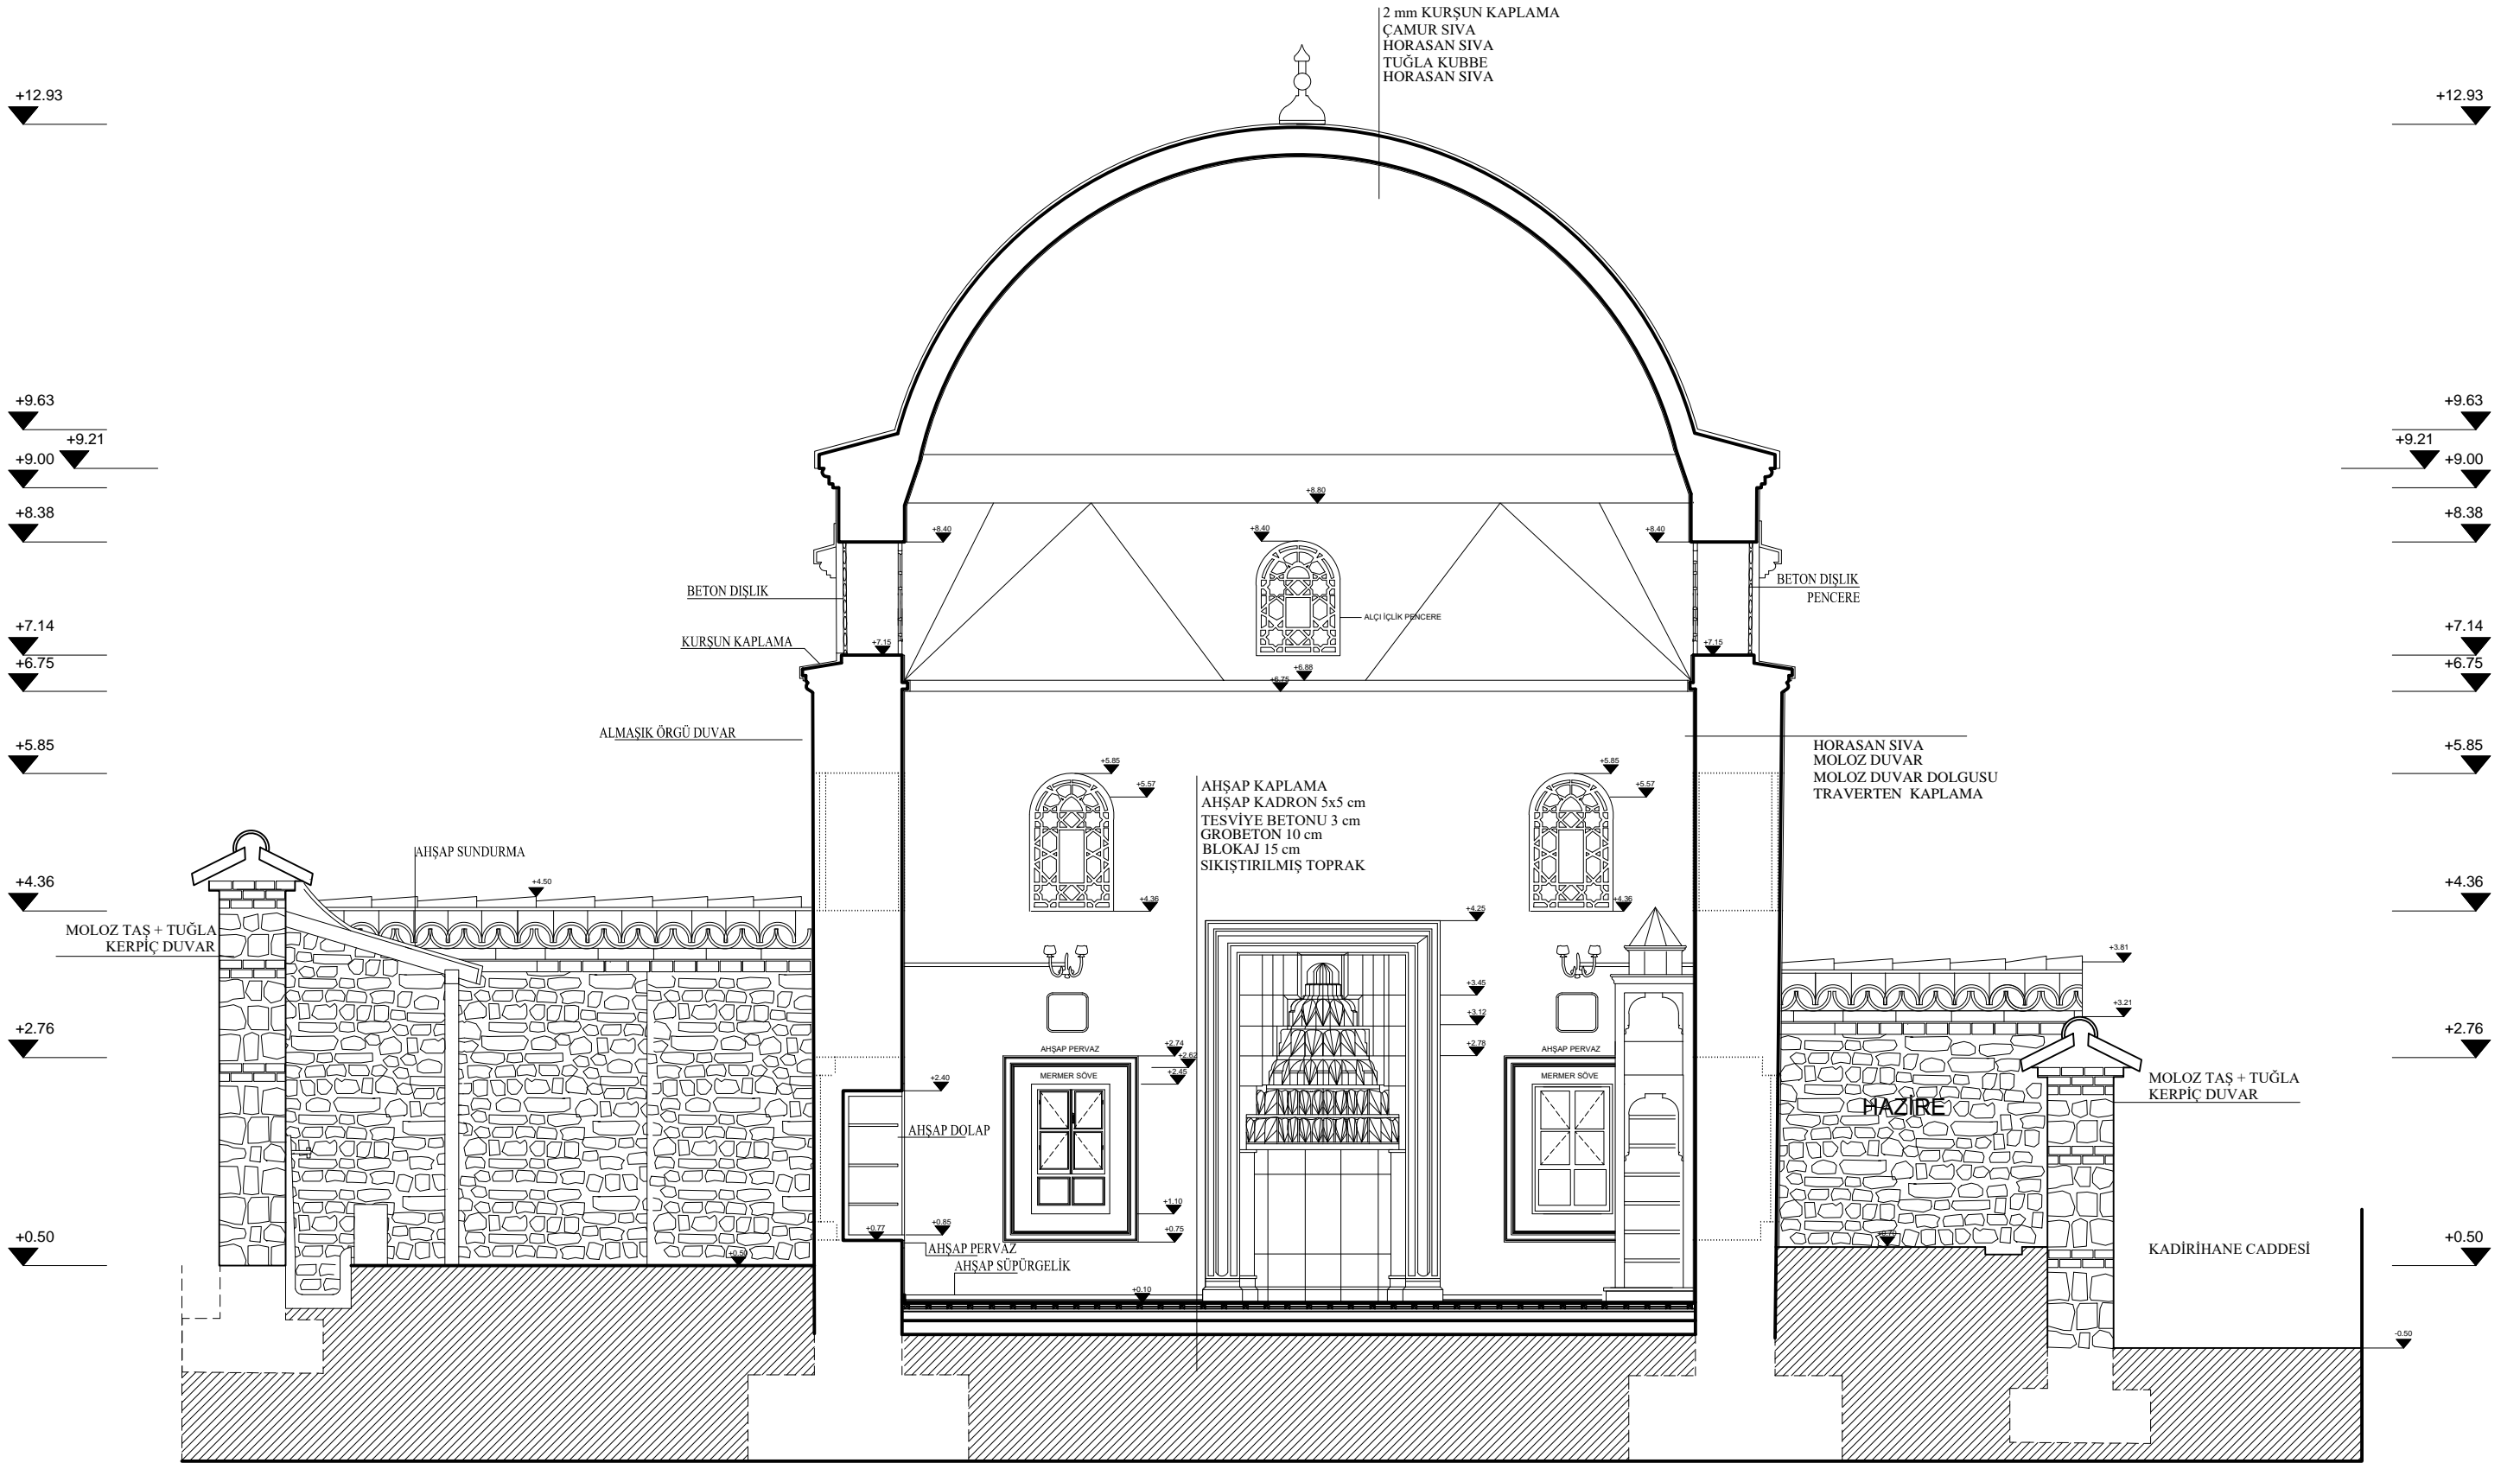 2 mm KURŞUN KAPLAMA
ÇAMUR SIVA
HORASAN SIVA
TUĞLA KUBBE
HORASAN SIVA
+12.93
+12.93
+9.63
+9.21
+9.00
+8.38
+9.63
+9.21
+9.00
+8.38
+8.80
+8.40
+8.40
+8.40
BETON DIŞLIK
BETON DIŞLIK
PENCERE
ALÇI İÇLİK PENCERE
+7.14
+6.75
+7.14
+6.75
KURŞUN KAPLAMA
+7.15
+7.15
+6.88
+6.75
ALMAŞIK ÖRGÜ DUVAR
+5.85
+5.85
HORASAN SIVA
MOLOZ DUVAR
MOLOZ DUVAR DOLGUSU
TRAVERTEN KAPLAMA
+5.85
+5.57
+5.85
+5.57
AHŞAP KAPLAMA
AHŞAP KADRON 5x5 cm
TESVİYE BETONU 3 cm
GROBETON 10 cm
BLOKAJ 15 cm
SIKIŞTIRILMIŞ TOPRAK
AHŞAP SUNDURMA
+4.50
+4.36
+4.36
+4.36
+4.36
+4.25
MOLOZ TAŞ + TUĞLA
KERPİÇ DUVAR
+3.81
+3.45
+3.12
+2.78
+3.21
+2.76
+2.76
AHŞAP PERVAZ
MERMER SÖVE
+2.74
+2.62
+2.45
AHŞAP PERVAZ
MERMER SÖVE
+2.40
MOLOZ TAŞ + TUĞLA
KERPİÇ DUVAR
HAZİRE
AHŞAP DOLAP
+1.10
+0.75
+0.85
+0.77
+0.50
+0.50
+0.50
AHŞAP PERVAZ
AHŞAP SÜPÜRGELİK
KADİRİHANE CADDESİ
+0.10
-0.50